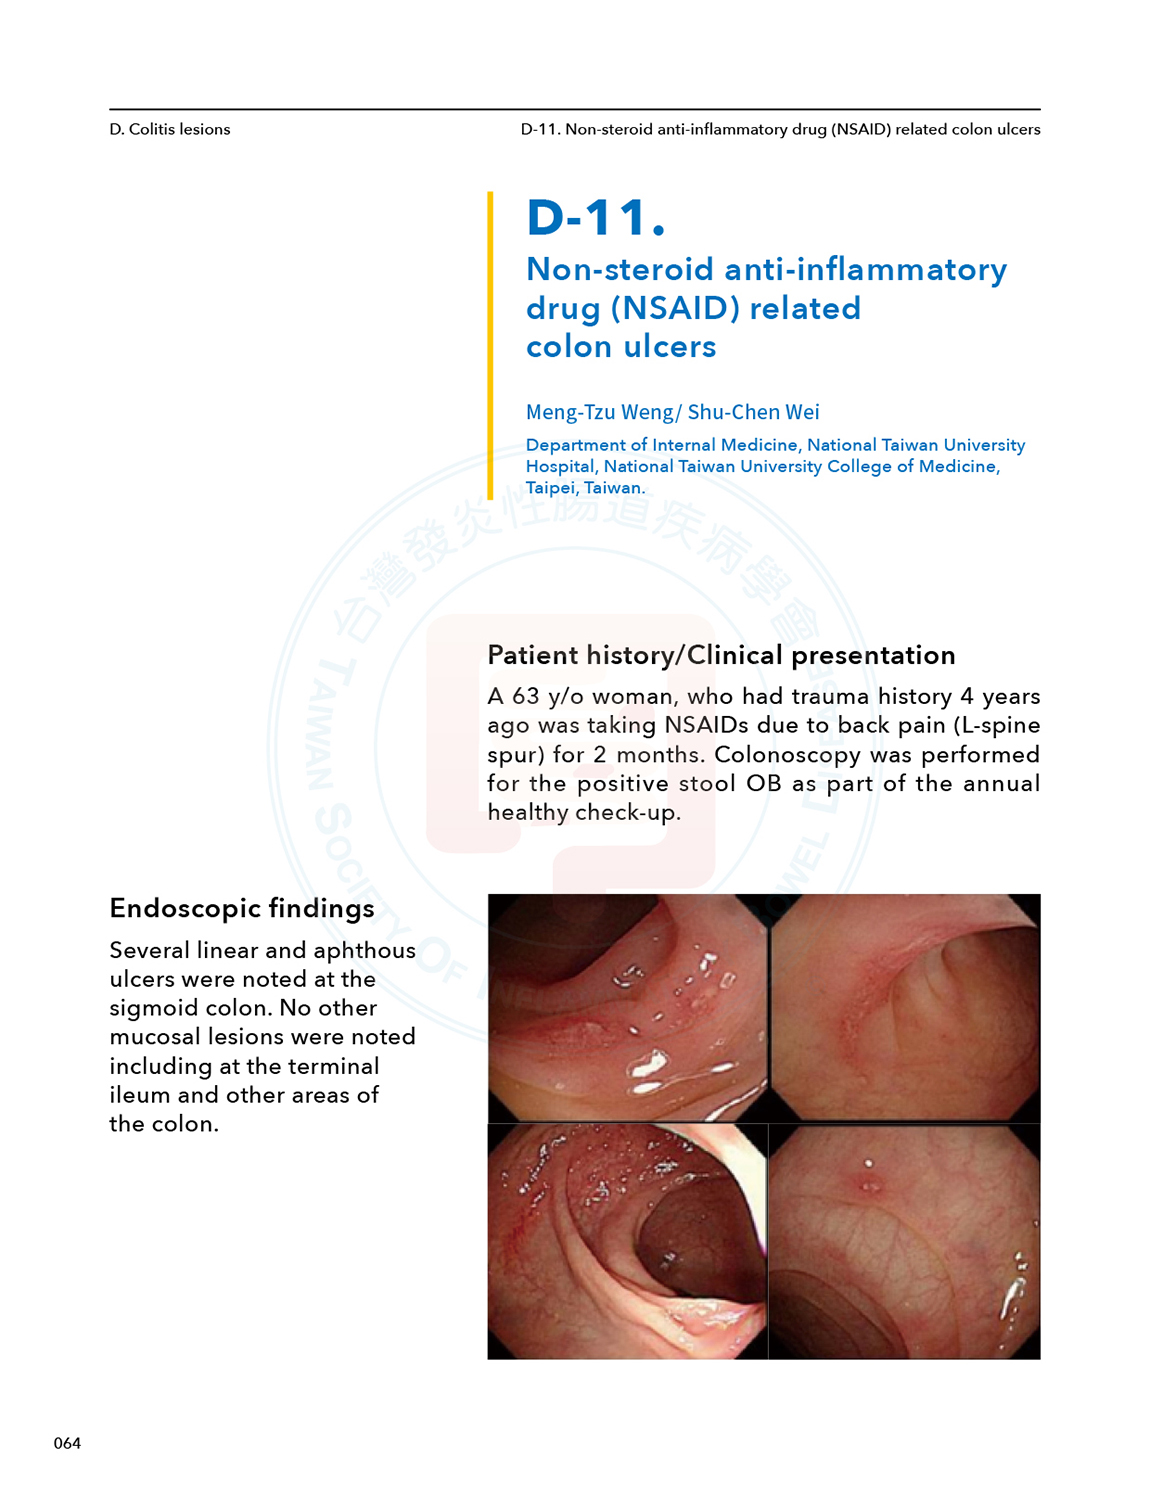 D. Colitis lesions
D-11. Non-steroid anti-inflammatory drug (NSAID) related colon ulcers
D-11.
Non-steroid anti-inflammatory
drug (NSAID) related
colon ulcers
Meng-Tzu Weng/ Shu-Chen Wei
Department of Internal Medicine, National Taiwan University
Hospital, National Taiwan University College of Medicine,
Taipei, Taiwan.
台灣發炎性腸道疾病學會
Patient history/Clinical presentation
A 63 y/o woman, who had trauma history 4 years
ago was taking NSAIDs due to back pain (L-spine
spur) for 2 months. Colonoscopy was performed
for the positive stool OB as part of the annual
healthy check-up.
Endoscopic findings
Several linear and aphthous
ulcers were noted at the
sigmoid colon. No other
mucosal lesions were noted
including at the terminal
ileum and other areas of
the colon.
TAIWAN SOCIETY OF
064